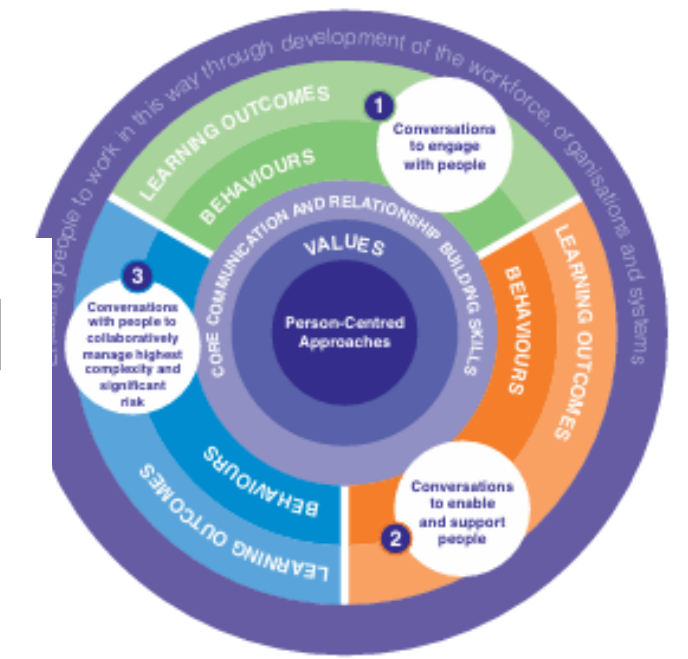 people to work in this way through development of the workforce, organisations and systems
LEARNING OUTCOMES
BEHAVIOURS
1
Conversations
to engage
with people
CORE COMMUNICATION AND RELATIONSHIP BUILDING SKILLS
VALUES
Person-Centred
Approaches
LEARNING OUTCOMES
BEHAVIOURS
2
Conversations
to enable
and support
people
3
Conversations
with people to
collaboratively
manage highest
complexity and
significant
risk
BEHAVIOURS
LEARNING OUTCOMES